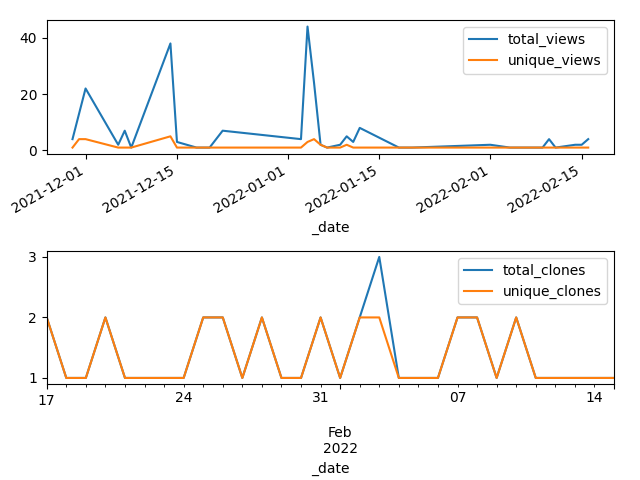 40
20
0
total_views
unique_views
2021-12-01
2021-12-15
2022-01-01
2022-01-15
2022-02-01
2022-02-15
_date
3
2
1
total_clones
unique_clones
17
24
31
07
14
Feb
2022
_date